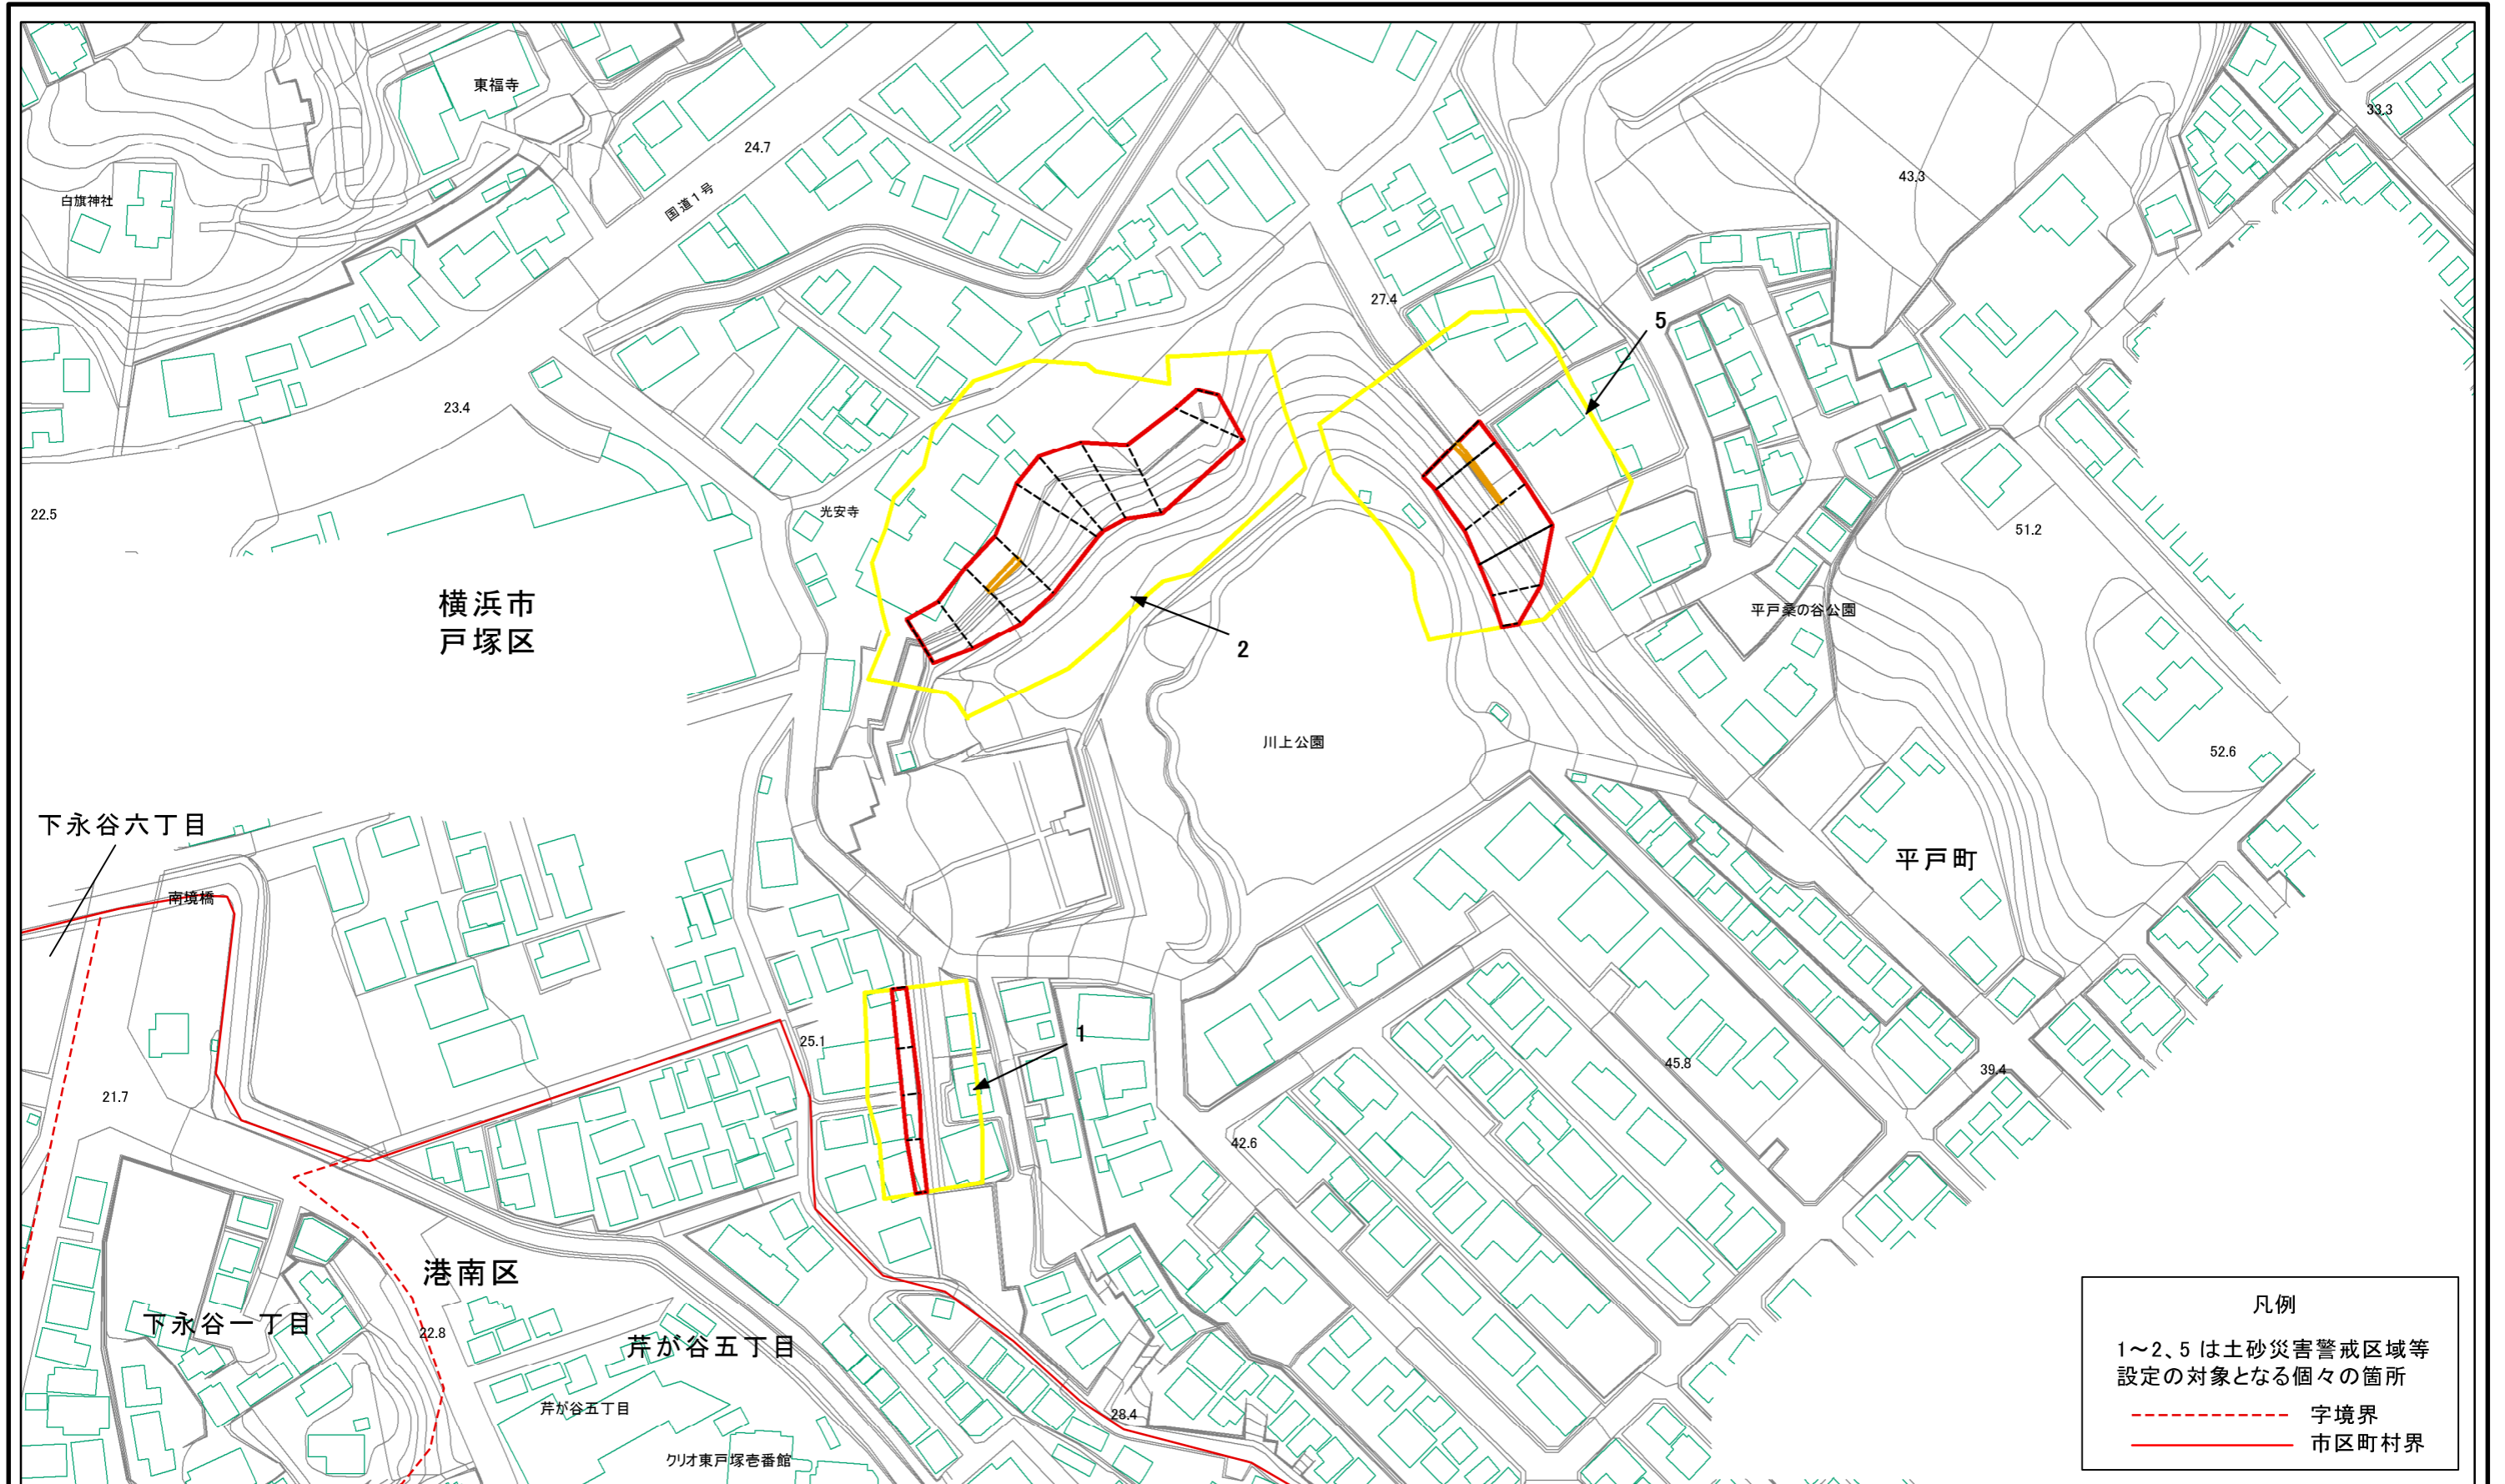 東福寺
24.7
33.3
43.3
白旗神社
国道1号
27.4
5
23.4
22.5
光安寺
51.2
横浜市
戸塚区
平戸桑の谷公園
2
川上公園
52.6
下永谷六丁目
平戸町
南境橋
25.1
1
45.8
39.4
21.7
42.6
港南区
下永谷一丁目
22.8
芹が谷五丁目
芹が谷五丁目
28.4
クリオ東戸塚壱番館
凡例
1～2、5 は土砂災害警戒区域等
設定の対象となる個々の箇所
字境界
市区町村界